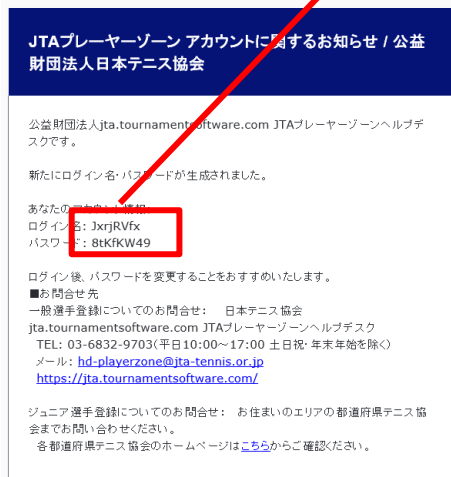 JTAプレーヤーゾーン アカウントに関するお知らせ / 公益
財団法人日本テニス協会
公益財団法人jta.tournamentsoftware.com JTAプレーヤーゾーンヘルプデ
スクです。
新たにログイン名・パスワードが生成されました。
あなたのアカウント情報:
ログイン名: JxrjRVfx
パスワード: 8tKfKW49
ログイン後、パスワードを変更することをおすすめいたします。
■お問合せ先
一般選手登録についてのお問合せ： 日本テニス協会
jta.tournamentsoftware.com JTAプレーヤーゾーンヘルプデスク
TEL: 03-6832-9703(平日10:00～17:00 土日祝・年末年始を除く)
メール: hd-playerzone@jta-tennis.or.jp
https://jta.tournamentsoftware.com/
ジュニア選手登録についてのお問合せ： お住まいのエリアの都道府県テニス協
会までお問い合わせください。
各都道府県テニス協会のホームページはこちらからご確認ください。